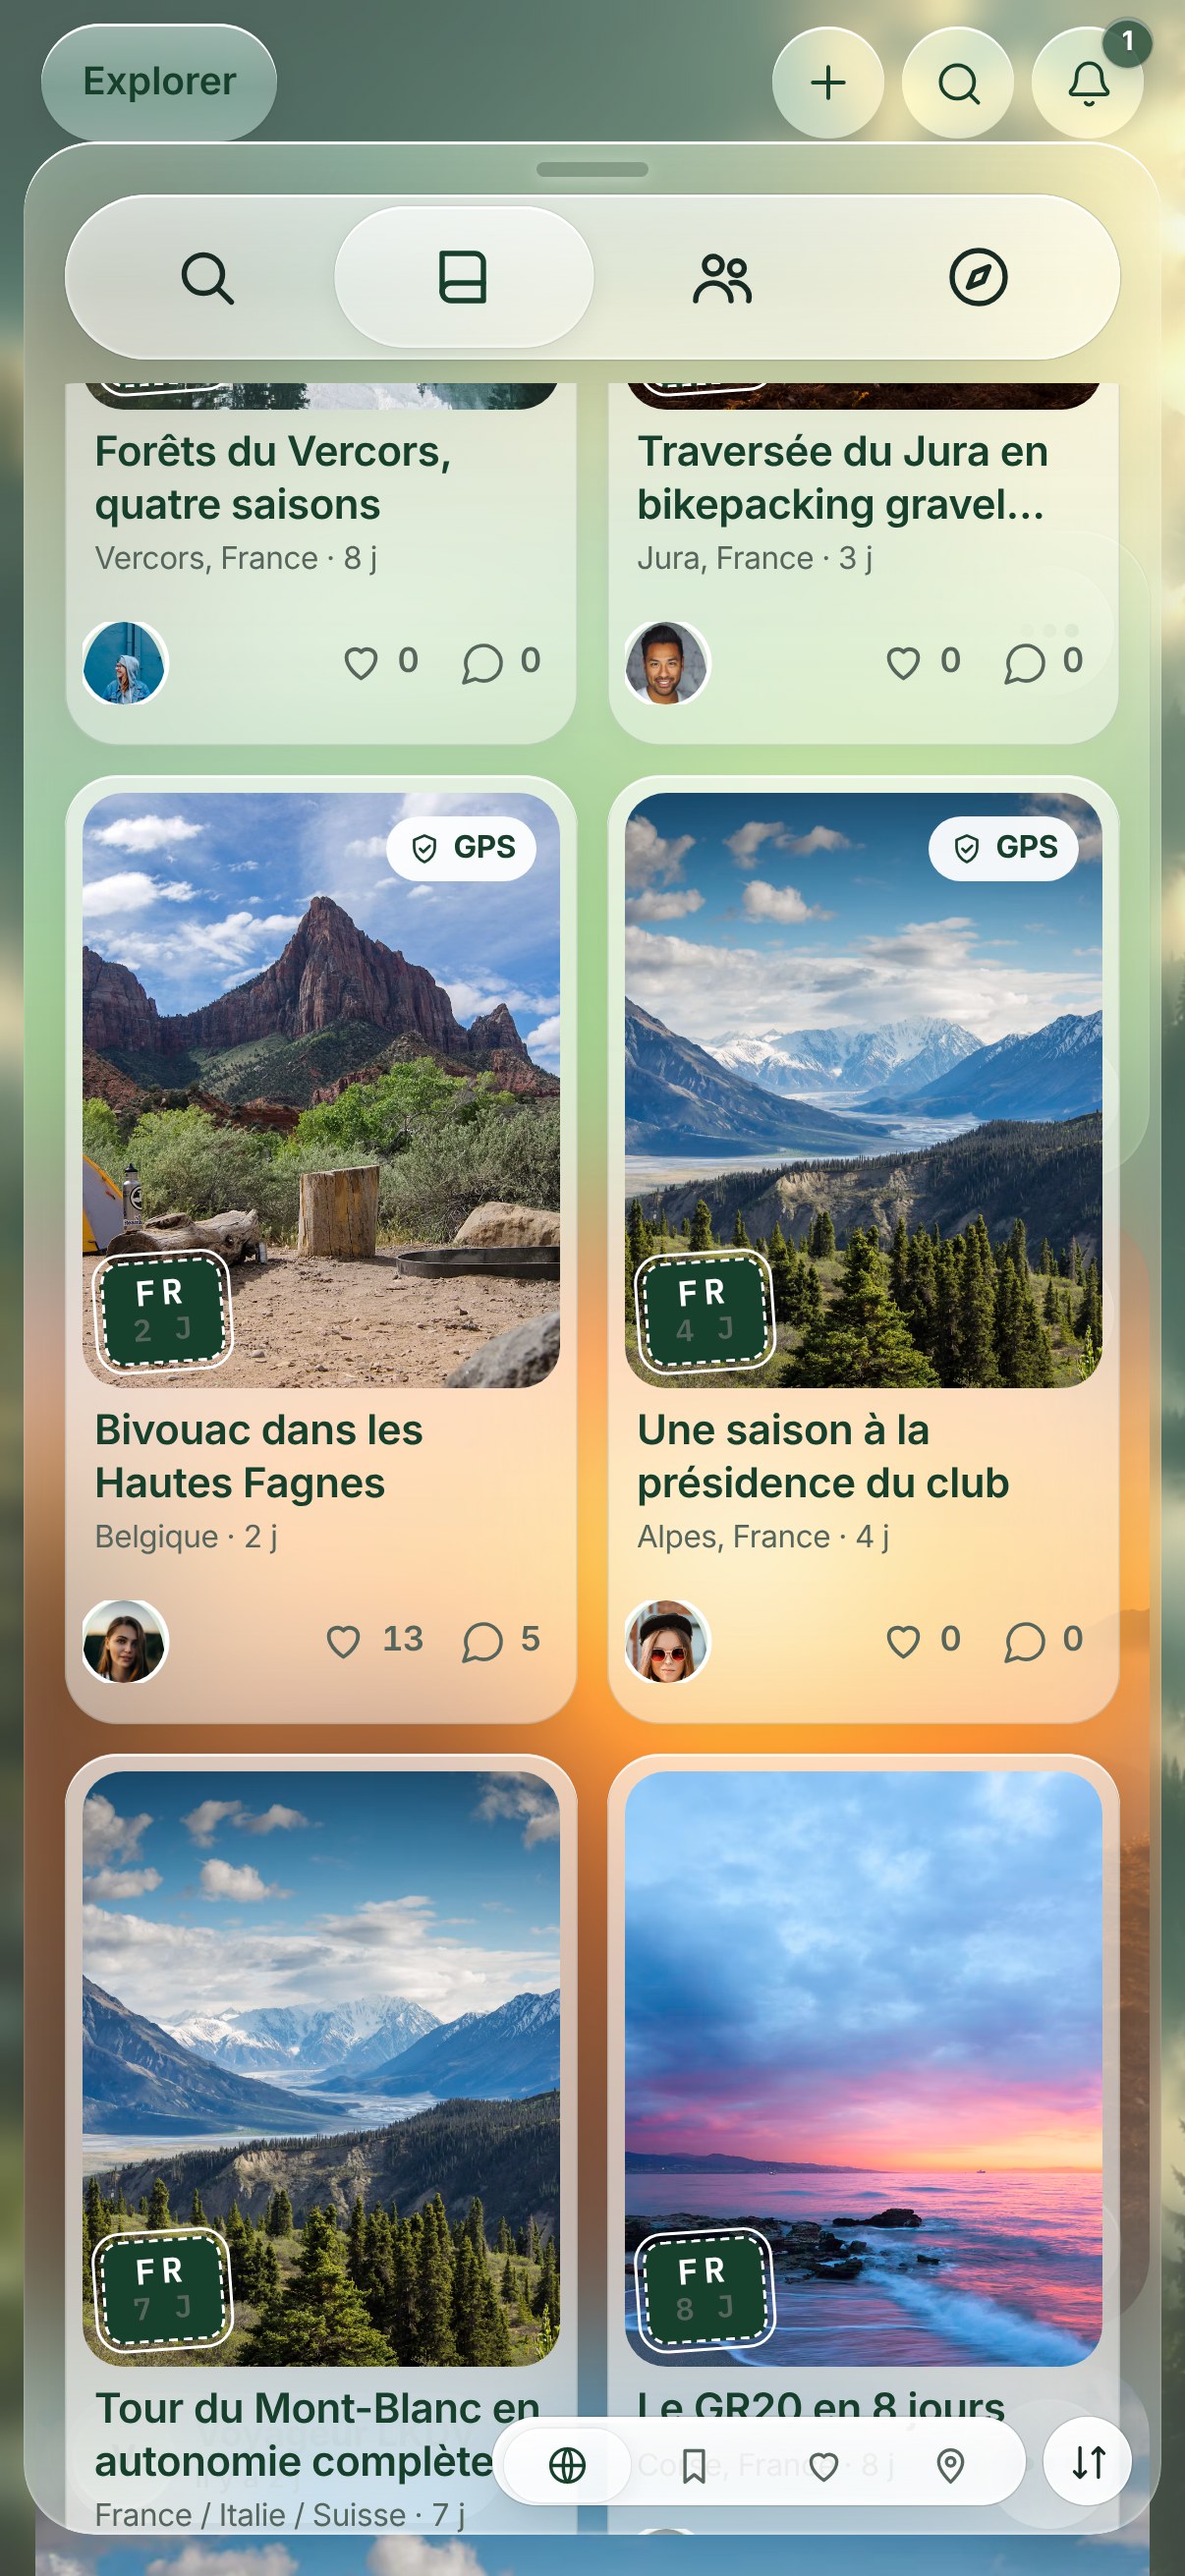 Explorer
1
Forêts du Vercors,
quatre saisons
Vercors, France · 8 j
0 0
Traversée du Jura en
bikepacking gravel...
Jura, France · 3 j
0 0
GPS
FR
2 J
Bivouac dans les
Hautes Fagnes
Belgique · 2 j
13 5
GPS
FR
4 J
Une saison à la
présidence du club
Alpes, France · 4 j
0 0
FR
7 J
Tour du Mont-Blanc en
autonomie complète
France / Italie / Suisse · 7 j
FR
8 J
Le GR20 en 8 jours
Corse, France · 8 j